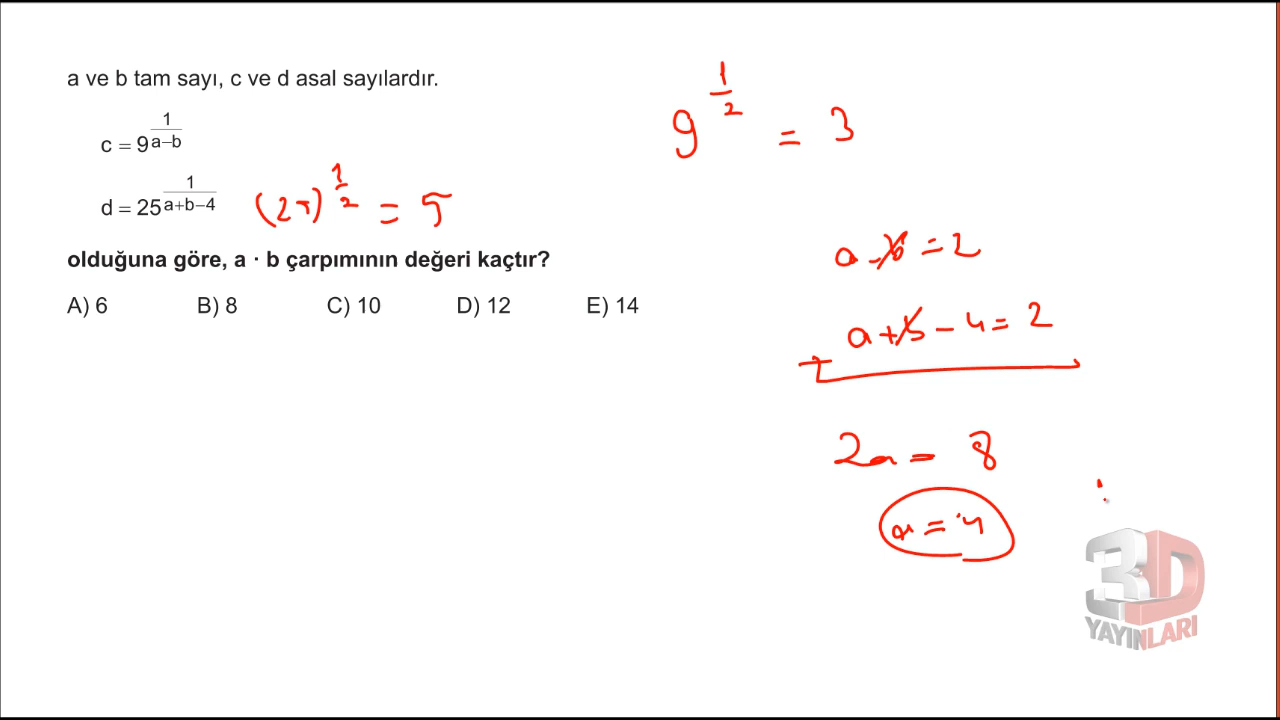 a ve b tam sayı, c ve d asal sayılardır.
c = 9^(1/(a–b))
d = 25^(1/(a+b–4))
(25)^(1/2) = 5
olduğuna göre, a · b çarpımının değeri kaçtır?
A) 6 B) 8 C) 10 D) 12 E) 14
9^(1/2) = 3
a - b = 2
a + b - 4 = 2
+
2a = 8
a = 4
3D
YAYINLARI